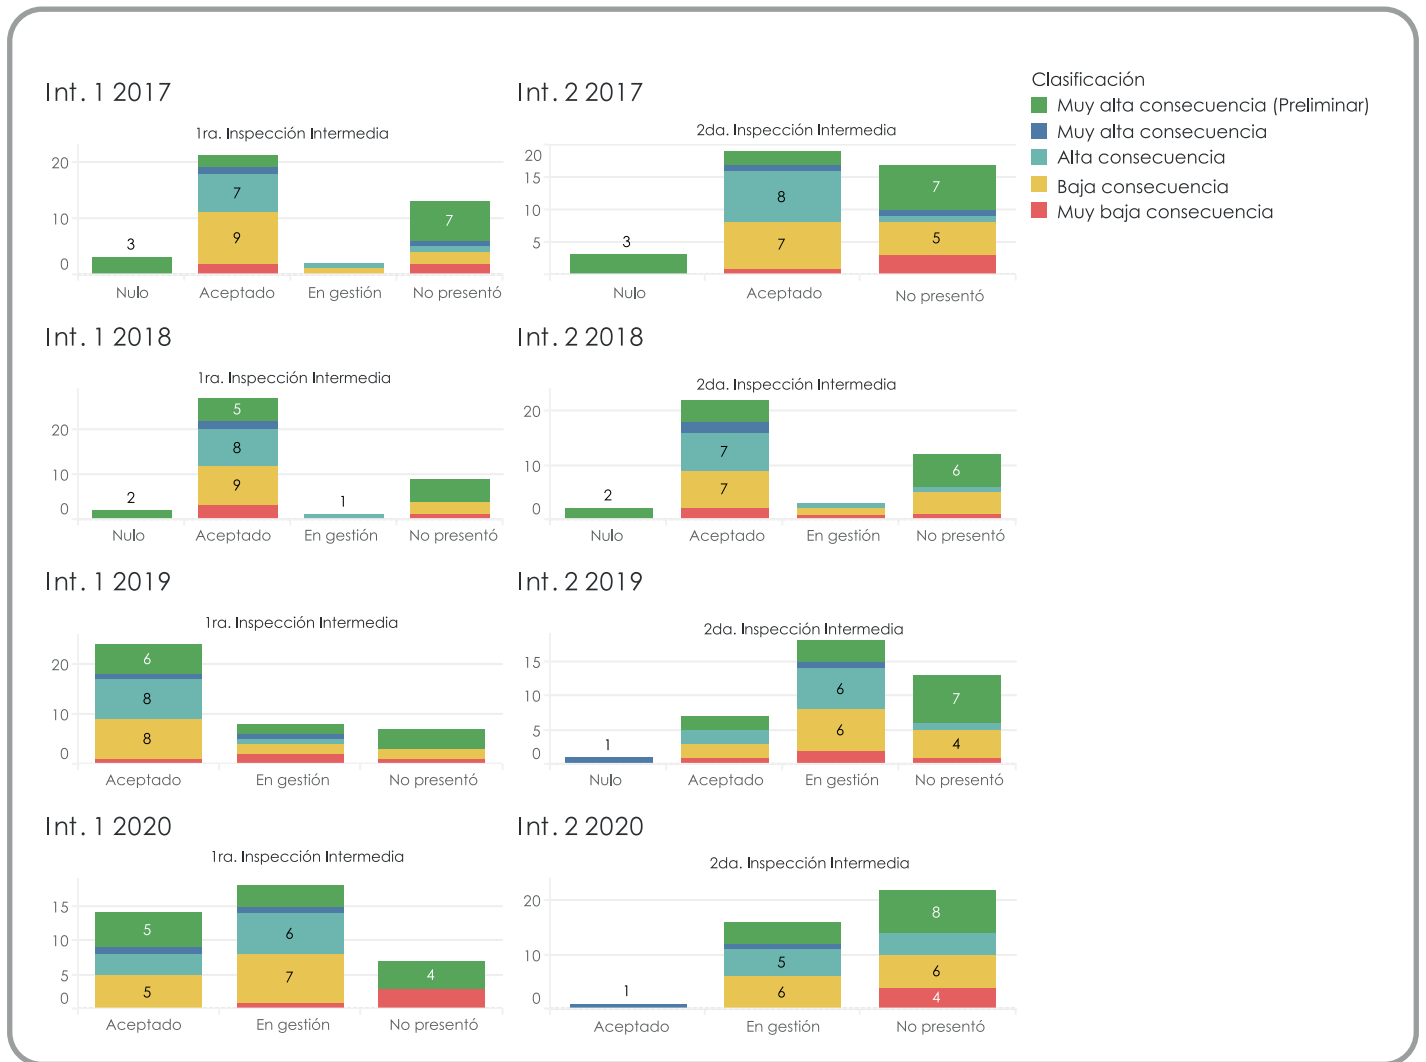 Int. 1 2017
1ra. Inspección Intermedia
20
10
0
3
7
9
7
Nulo
Aceptado
En gestión
No presentó
Int. 2 2017
2da. Inspección Intermedia
20
15
10
5
3
8
7
7
5
Nulo
Aceptado
No presentó
Clasificación
Muy alta consecuencia (Preliminar)
Muy alta consecuencia
Alta consecuencia
Baja consecuencia
Muy baja consecuencia
Int. 1 2018
1ra. Inspección Intermedia
20
10
0
2
5
8
9
1
Nulo
Aceptado
En gestión
No presentó
Int. 2 2018
2da. Inspección Intermedia
20
10
0
2
7
7
6
Nulo
Aceptado
En gestión
No presentó
Int. 1 2019
1ra. Inspección Intermedia
20
10
0
6
8
8
Aceptado
En gestión
No presentó
Int. 2 2019
2da. Inspección Intermedia
15
10
5
0
1
6
6
7
4
Nulo
Aceptado
En gestión
No presentó
Int. 1 2020
1ra. Inspección Intermedia
15
10
5
0
5
5
6
7
4
Aceptado
En gestión
No presentó
Int. 2 2020
2da. Inspección Intermedia
20
10
0
1
5
6
8
6
4
Aceptado
En gestión
No presentó